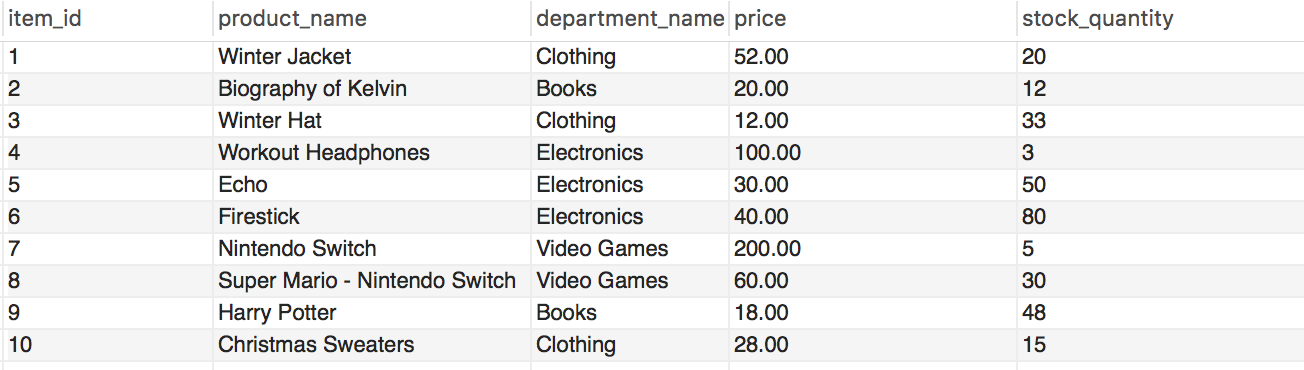 item_id product_name department_name price stock_quantity
1 Winter Jacket Clothing 52.00 20
2 Biography of Kelvin Books 20.00 12
3 Winter Hat Clothing 12.00 33
4 Workout Headphones Electronics 100.00 3
5 Echo Electronics 30.00 50
6 Firestick Electronics 40.00 80
7 Nintendo Switch Video Games 200.00 5
8 Super Mario - Nintendo Switch Video Games 60.00 30
9 Harry Potter Books 18.00 48
10 Christmas Sweaters Clothing 28.00 15